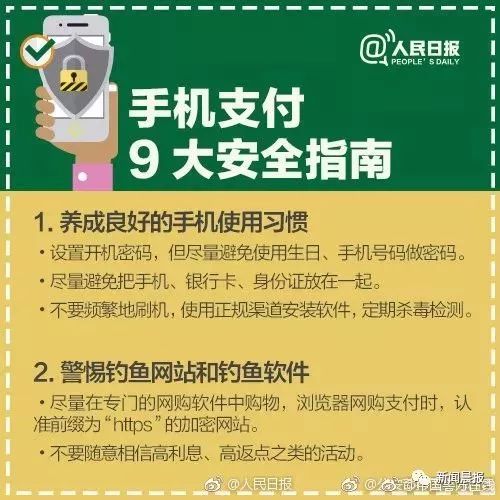 @人民日报
PEOPLE'S DAILY
手机支付
9大安全指南
1. 养成良好的手机使用习惯
·设置开机密码，但尽量避免使用生日、手机号码做密码。
·尽量避免把手机、银行卡、身份证放在一起。
·不要频繁地刷机，使用正规渠道安装软件，定期杀毒检测。
2. 警惕钓鱼网站和钓鱼软件
·尽量在专门的网购软件中购物，浏览器网购支付时，认
准前缀为“https”的加密网站。
·不要随意相信高利息、高返点之类的活动。
@人民日报
新闻晨报